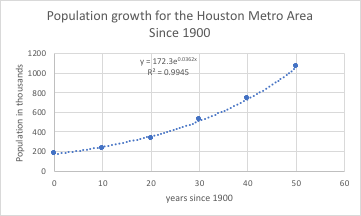 Population growth for the Houston Metro Area
Since 1900
y = 172.3e^0.0362x
R² = 0.9945
Population in thousands
1200
1000
800
600
400
200
0
0 10 20 30 40 50 60
years since 1900